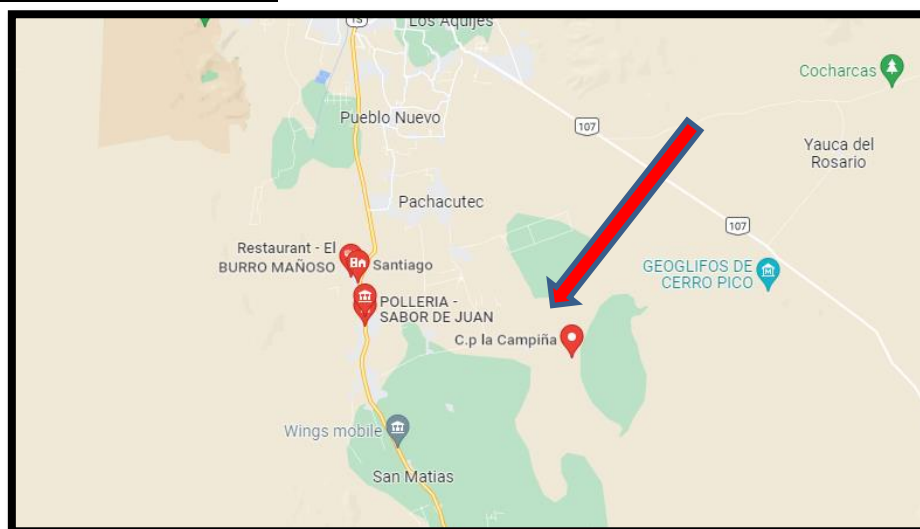 1S
Los Aquijes
Cocharcas
Pueblo Nuevo
107
Yauca del
Rosario
Pachacutec
107
Restaurant - El
BURRO MAÑOSO
Santiago
GEOGLIFOS DE
CERRO PICO
POLLERIA -
SABOR DE JUAN
C.p la Campiña
Wings mobile
San Matias